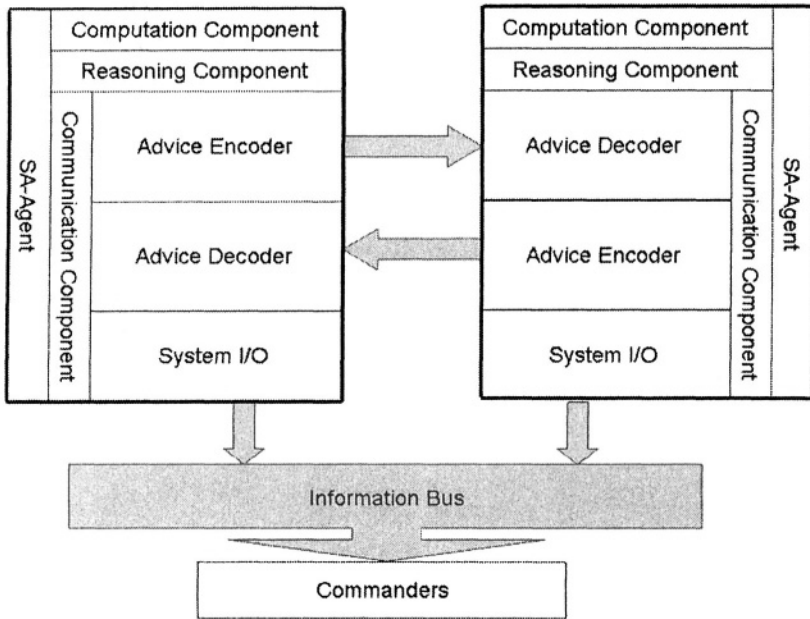 SA-Agent
Computation Component
Reasoning Component
Communication Component
Advice Encoder
Advice Decoder
System I/O
Computation Component
Reasoning Component
Advice Decoder
Advice Encoder
System I/O
Communication Component
SA-Agent
Information Bus
Commanders